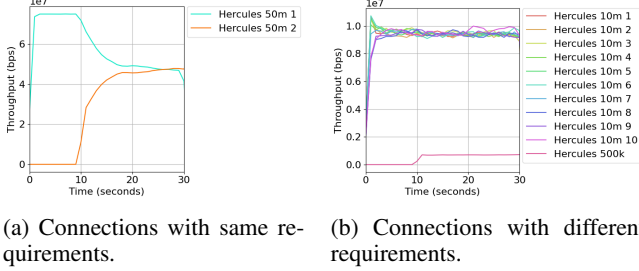 1e7
Throughput (bps)
6
4
2
0
0
10
20
30
Time (seconds)
Hercules 50m 1
Hercules 50m 2
1e7
Throughput (bps)
1.0
0.8
0.6
0.4
0.2
0.0
0
10
20
30
Time (seconds)
Hercules 10m 1
Hercules 10m 2
Hercules 10m 3
Hercules 10m 4
Hercules 10m 5
Hercules 10m 6
Hercules 10m 7
Hercules 10m 8
Hercules 10m 9
Hercules 10m 10
Hercules 500k
(a) Connections with same re-
quirements.
(b) Connections with differen
requirements.